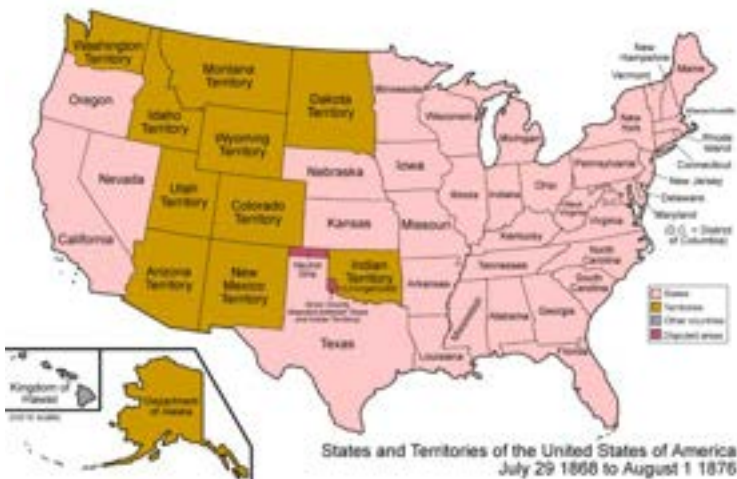 Washington
Territory
Montana
Territory
Dakota
Territory
Minnesota
New
Hampshire
Vermont
Maine
Oregon
Idaho
Territory
Wyoming
Territory
Wisconsin
Michigan
New
York
Massachusetts
Rhode
Island
Connecticut
New Jersey
Delaware
Maryland
(D.C. = District
of Columbia)
Nevada
Utah
Territory
Colorado
Territory
Nebraska
Iowa
Illinois
Indiana
Ohio
Pennsylvania
West
Virginia
Virginia
California
Kansas
Missouri
Kentucky
Arizona
Territory
New
Mexico
Territory
Neutral
Strip
Indian
Territory
Arkansas
Tennessee
North
Carolina
South
Carolina
Texas
Louisiana
Alabama
Georgia
Florida
States
Territories
Other countries
Disputed areas
Kingdom of
Hawaii
Department
of Alaska
States and Territories of the United States of America
July 29 1868 to August 1 1876